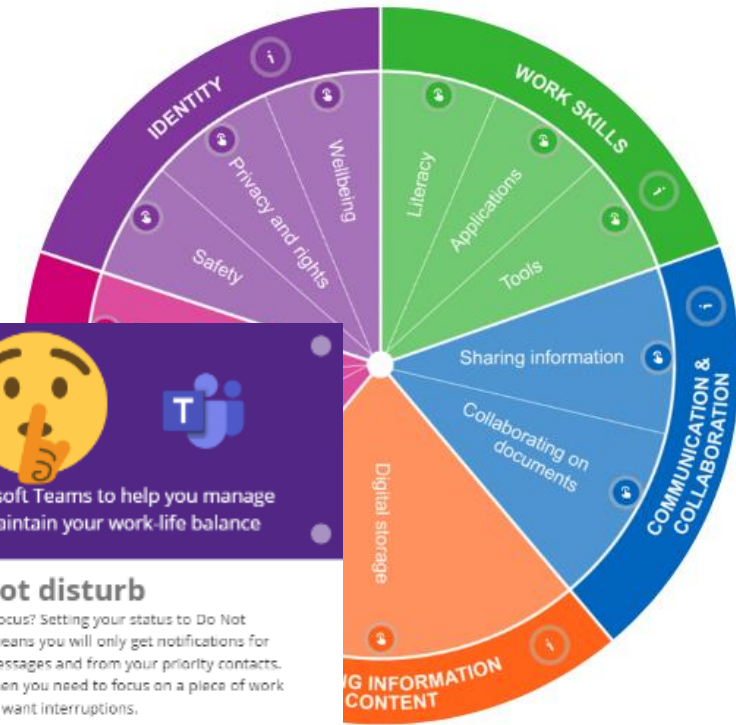 IDENTITY
WORK SKILLS
Wellbeing
Privacy and rights
Safety
Literacy
Applications
Tools
Sharing information
Collaborating on
documents
COMMUNICATION &
COLLABORATION
Digital storage
INFORMATION
CONTENT
T
soft Teams to help you manage
aintain your work-life balance
ot disturb
ocus? Setting your status to Do Not
eans you will only get notifications for
essages and from your priority contacts.
en you need to focus on a piece of work
want interruptions.